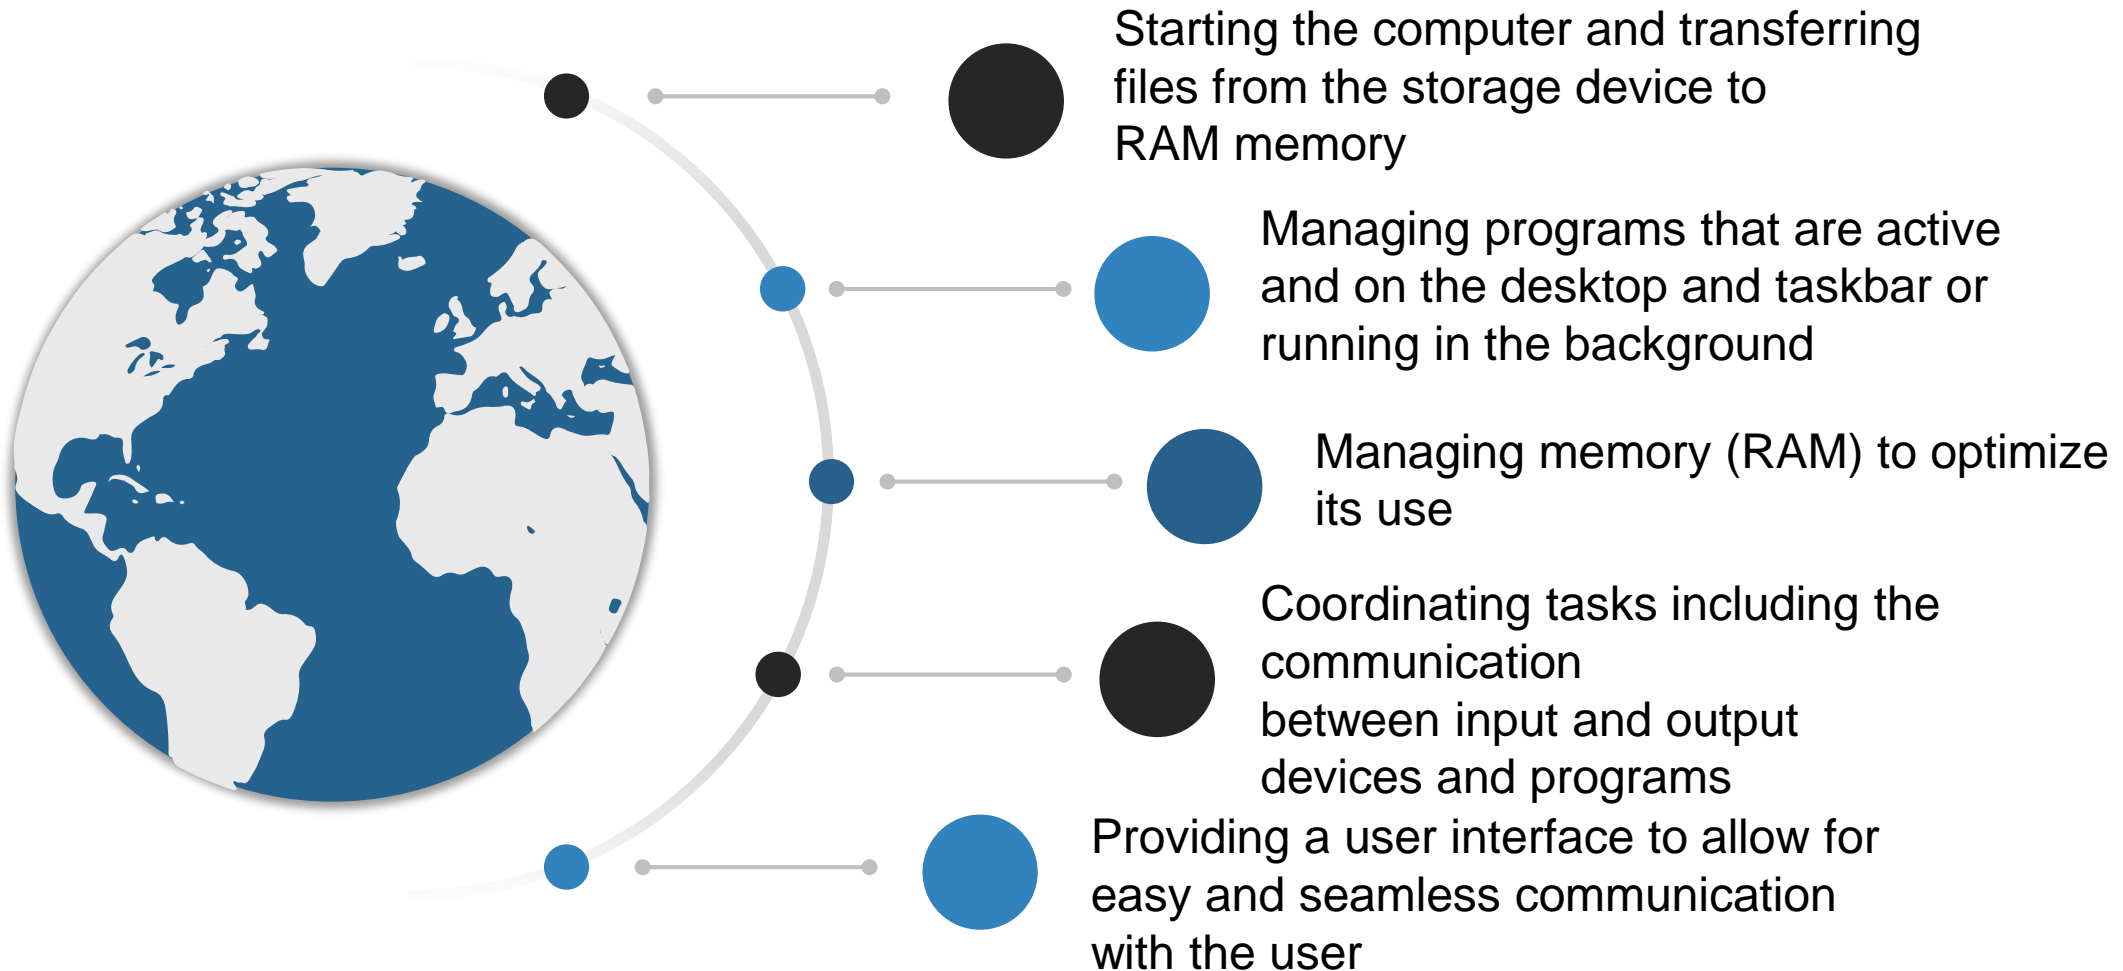 Starting the computer and transferring
files from the storage device to
RAM memory
Managing programs that are active
and on the desktop and taskbar or
running in the background
Managing memory (RAM) to optimize
its use
Coordinating tasks including the
communication
between input and output
devices and programs
Providing a user interface to allow for
easy and seamless communication
with the user